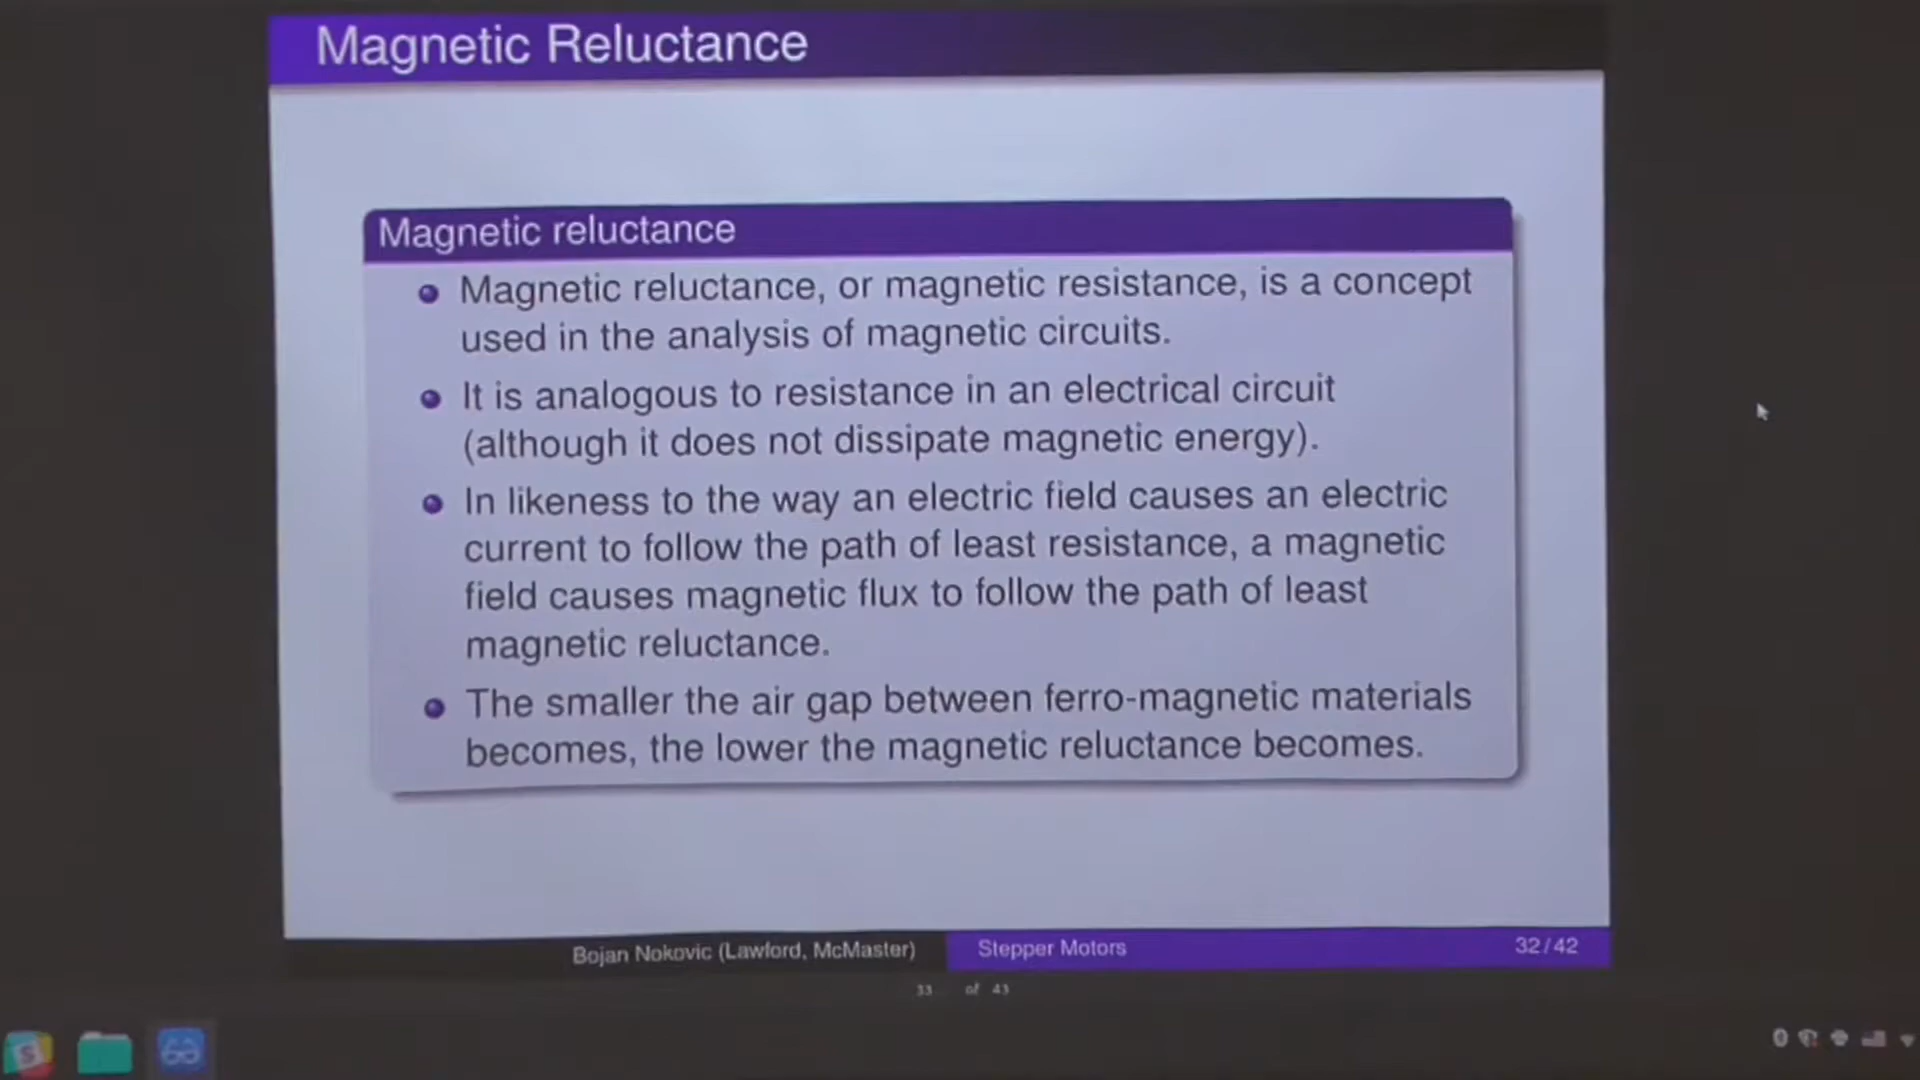 Magnetic Reluctance
Magnetic reluctance
Magnetic reluctance, or magnetic resistance, is a concept
used in the analysis of magnetic circuits.
It is analogous to resistance in an electrical circuit
(although it does not dissipate magnetic energy).
In likeness to the way an electric field causes an electric
current to follow the path of least resistance, a magnetic
field causes magnetic flux to follow the path of least
magnetic reluctance.
The smaller the air gap between ferro-magnetic materials
becomes, the lower the magnetic reluctance becomes.
Bojan Nokovic (Lawford, McMaster)
Stepper Motors
32/42
33 of 43
S
0